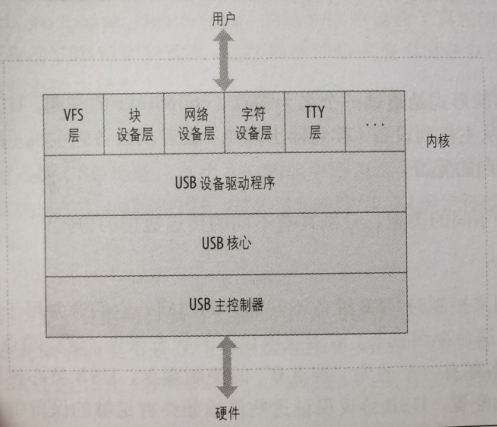 用户
VFS 块 网络 字符 TTY
层 设备层 设备层 设备层 层 ...
内核
USB 设备驱动程序
USB 核心
USB 主控制器
硬件